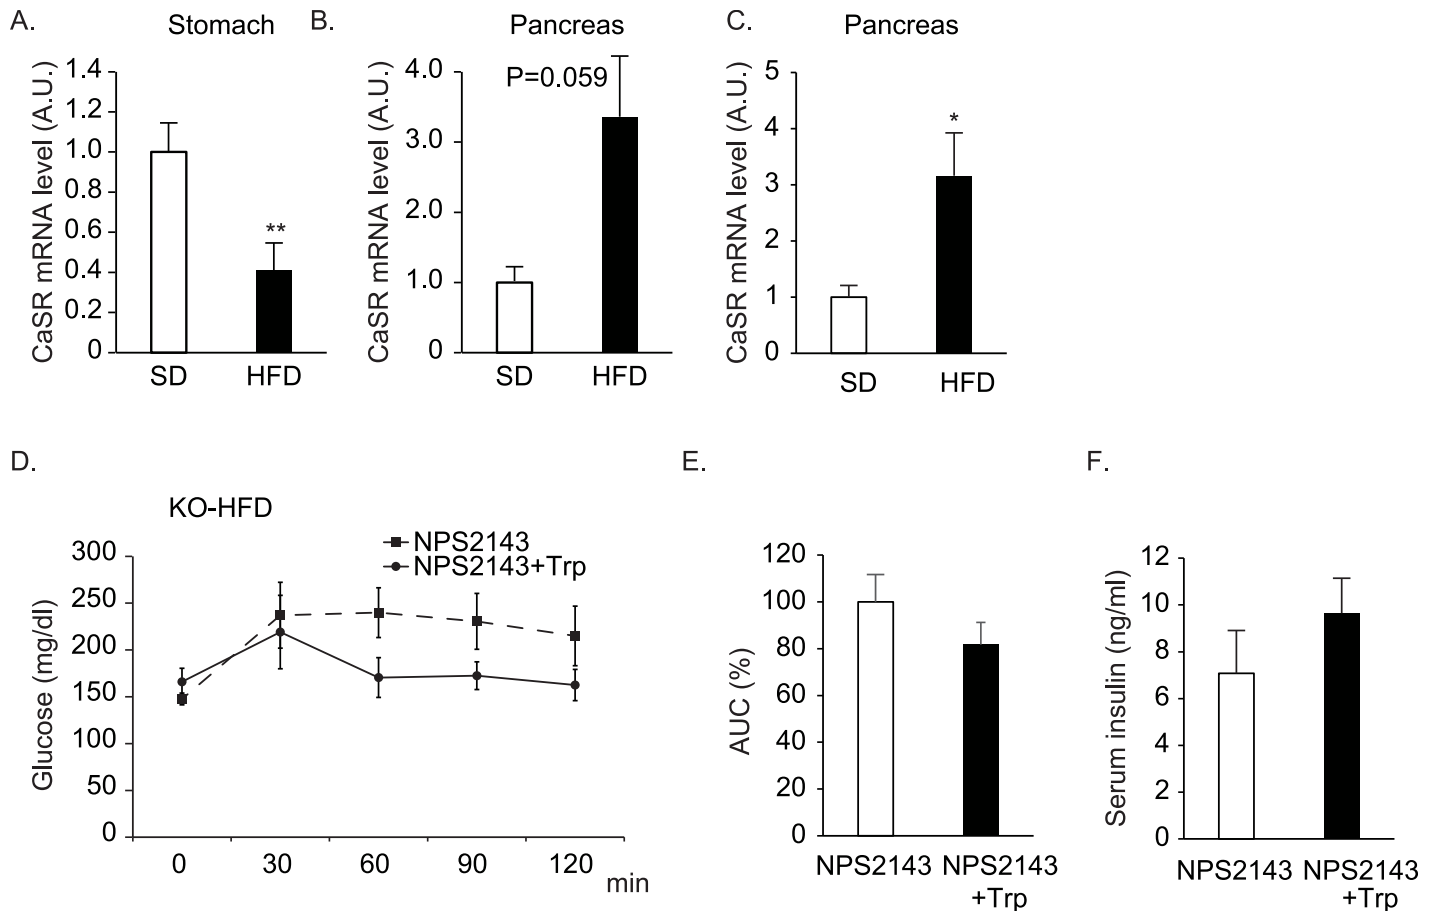 A.
Stomach
CaSR mRNA level (A.U.)
1.4
1.2
1.0
0.8
0.6
0.4
0.2
0
**
SD
HFD
B.
Pancreas
P=0.059
CaSR mRNA level (A.U.)
4.0
3.0
2.0
1.0
0
SD
HFD
C.
Pancreas
CaSR mRNA level (A.U.)
5
4
3
2
1
0
*
SD
HFD
D.
KO-HFD
NPS2143
NPS2143+Trp
Glucose (mg/dl)
300
250
200
150
100
50
0
0
30
60
90
120
min
E.
AUC (%)
120
100
80
60
40
20
0
NPS2143
NPS2143
+Trp
F.
Serum insulin (ng/ml)
12
10
8
6
4
2
0
NPS2143
NPS2143
+Trp